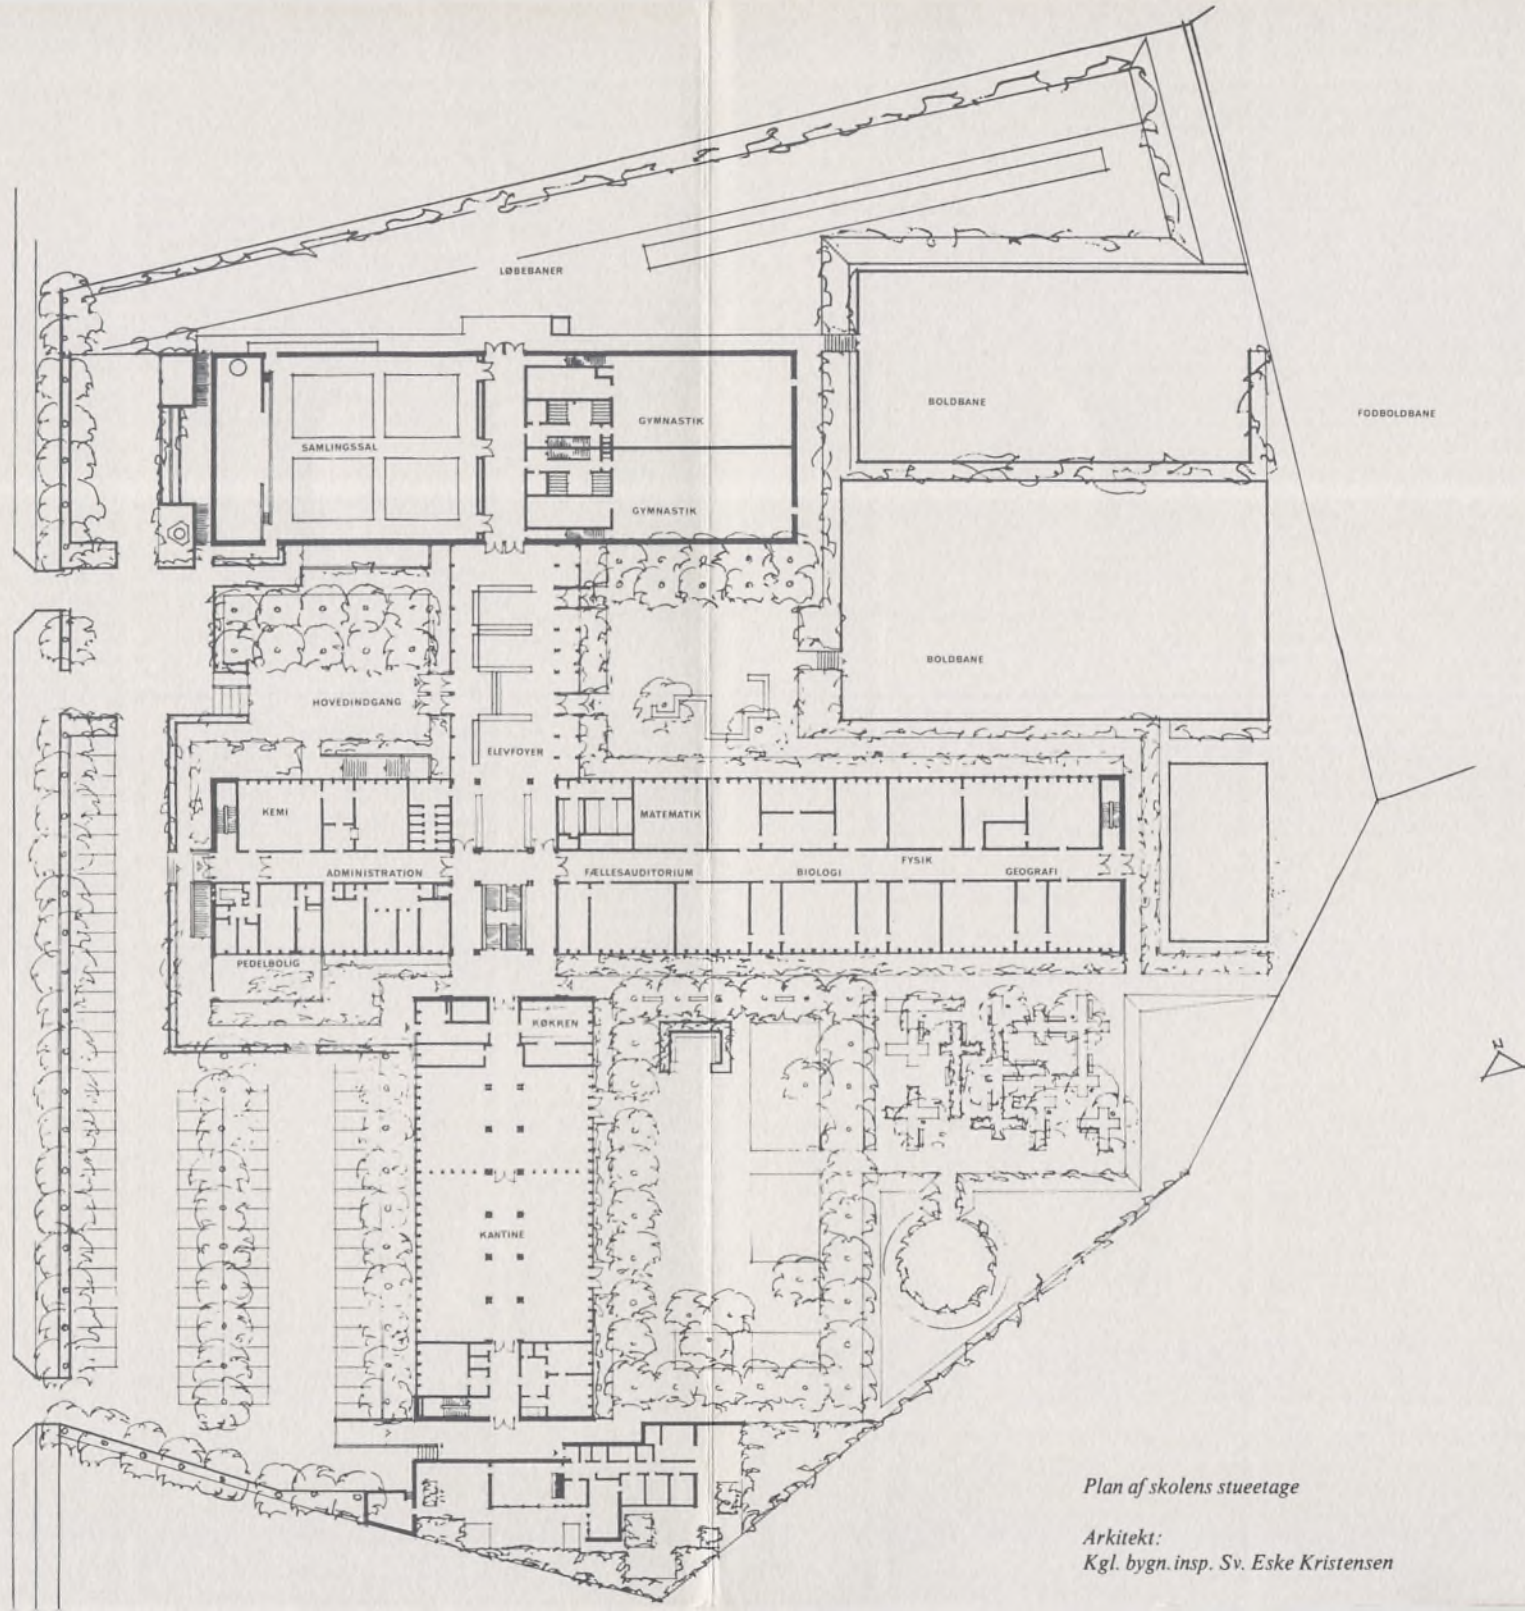 LØBEBANER
BOLDBANE
FODBOLDBANE
GYMNASTIK
SAMLINGSSAL
GYMNASTIK
BOLDBANE
HOVEDINDGANG
ELEVFOYER
KEMI
MATEMATIK
ADMINISTRATION
FÆLLESAUDITORIUM
BIOLOGI
FYSIK
GEOGRAFI
PEDELBOLIG
KØKKEN
N
KANTINE
Plan af skolens stueetage
Arkitekt:
Kgl. bygn.insp. Sv. Eske Kristensen